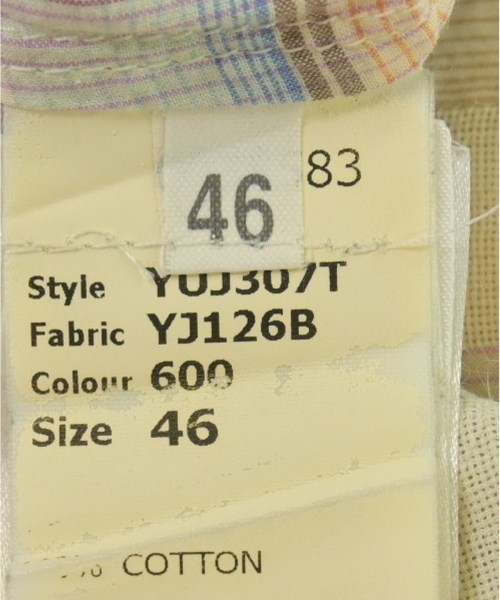 83
46
Style YUJ307T
Fabric YJ126B
Colour 600
Size 46
% COTTON